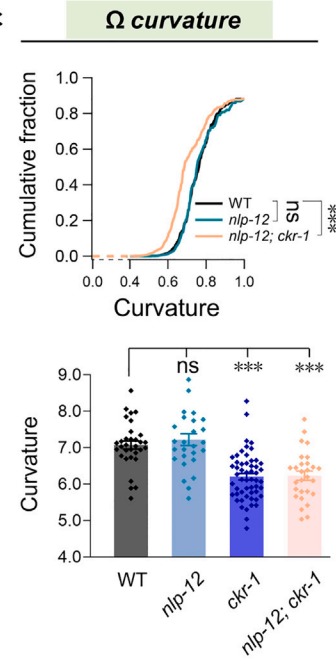 Ω curvature
Cumulative fraction
1.0
0.8
0.6
0.4
0.2
0.0
WT
nlp-12
nlp-12; ckr-1
ns
***
0.0 0.4 0.6 0.8 1.0
Curvature
ns *** ***
Curvature
9.0
8.0
7.0
6.0
5.0
4.0
WT nlp-12 ckr-1 nlp-12; ckr-1